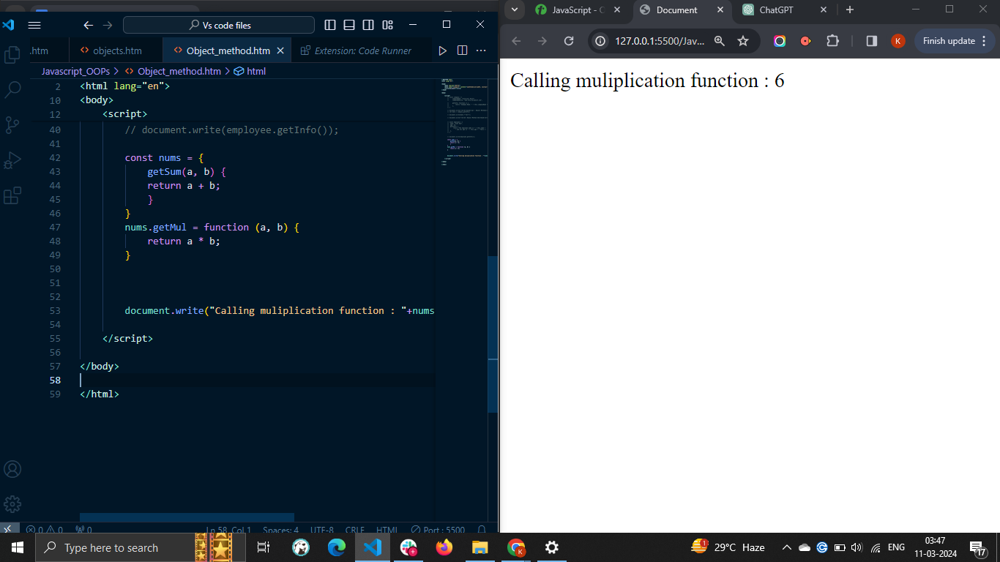 Vs code files
.htm
objects.htm
Object_method.htm
Extension: Code Runner
Javascript_OOPs > Object_method.htm > html
2 <html lang="en">
10 <body>
12 <script>
40 // document.write(employee.getInfo());
41
42 const nums = {
43 getSum(a, b) {
44 return a + b;
45 }
46 }
47 nums.getMul = function (a, b) {
48 return a * b;
49 }
50
51
52
53 document.write("Calling muliplication function : "+nums
54
55 </script>
56
57 </body>
58
59 </html>
0 0 0
Ln 58, Col 1 Spaces: 4 UTF-8 CRLF HTML Port : 5500
JavaScript - C
Document
ChatGPT
127.0.0.1:5500/Jav...
K
Finish update
Calling muliplication function : 6
Type here to search
K
1
29°C Haze
ENG
03:47
11-03-2024
17